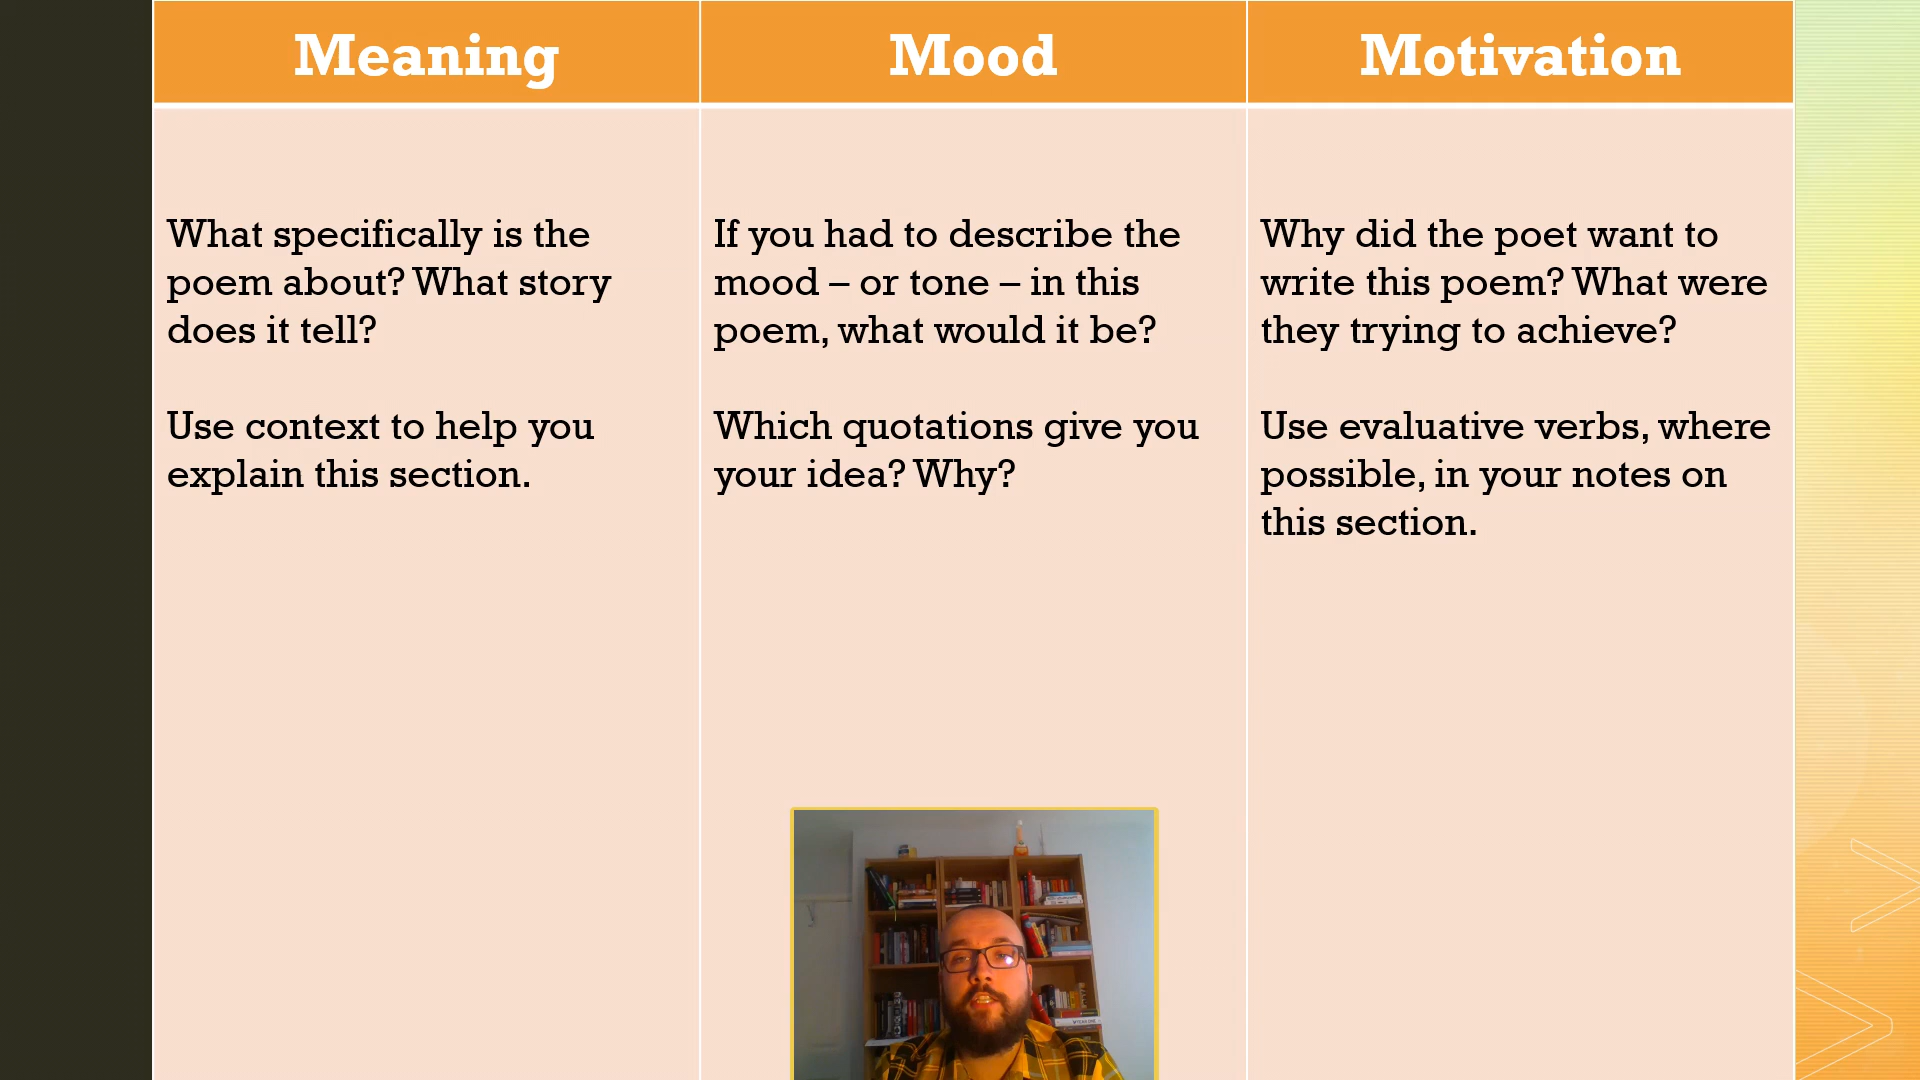 Meaning
Mood
Motivation
What specifically is the
poem about? What story
does it tell?
Use context to help you
explain this section.
If you had to describe the
mood – or tone – in this
poem, what would it be?
Which quotations give you
your idea? Why?
Why did the poet want to
write this poem? What were
they trying to achieve?
Use evaluative verbs, where
possible, in your notes on
this section.